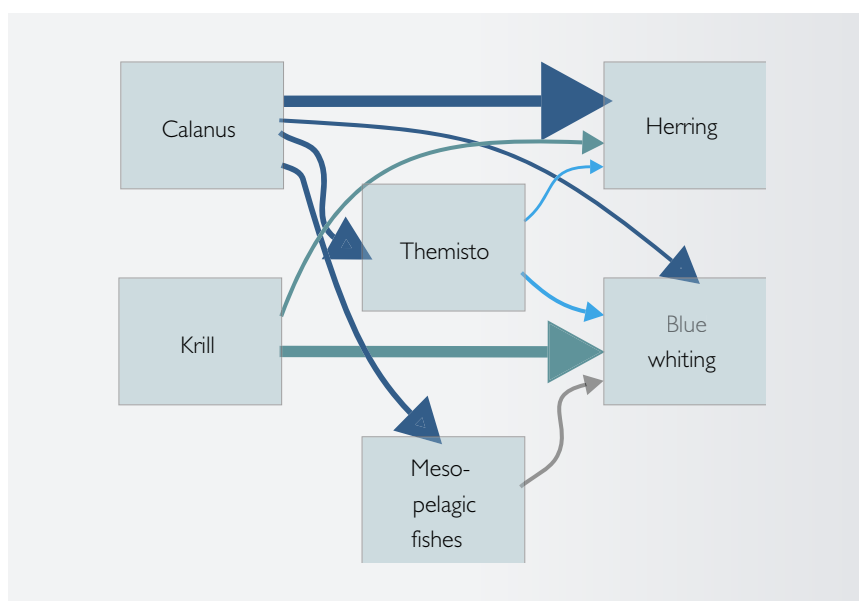 Calanus
Herring
Themisto
Krill
Blue
whiting
Meso-
pelagic
fishes